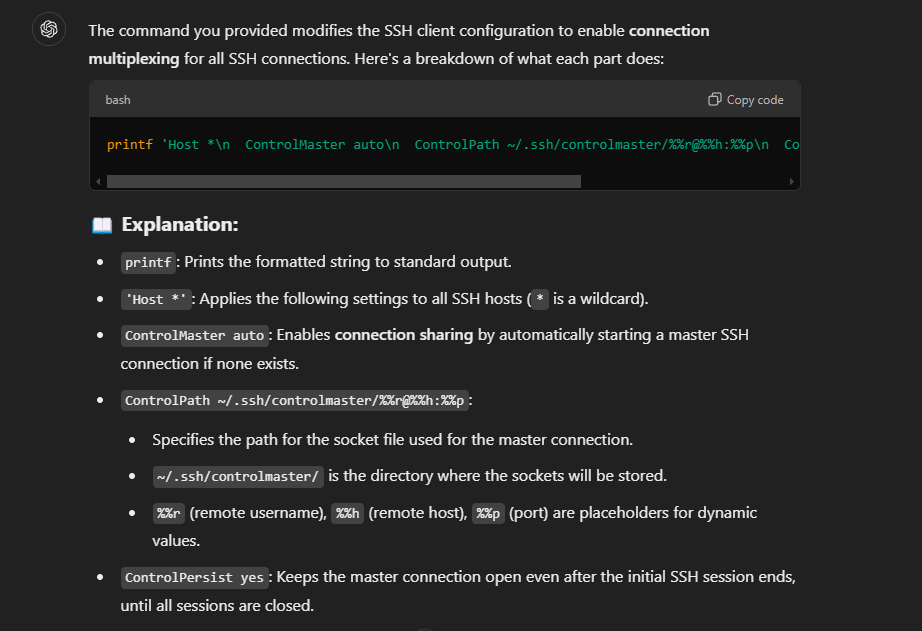 The command you provided modifies the SSH client configuration to enable connection
multiplexing for all SSH connections. Here's a breakdown of what each part does:
bash
Copy code
printf 'Host *\n  ControlMaster auto\n  ControlPath ~/.ssh/controlmaster/%%r@%%h:%%p\n  Co
📖 Explanation:
• printf: Prints the formatted string to standard output.
• 'Host *': Applies the following settings to all SSH hosts (* is a wildcard).
• ControlMaster auto: Enables connection sharing by automatically starting a master SSH
connection if none exists.
• ControlPath ~/.ssh/controlmaster/%%r@%%h:%%p:
• Specifies the path for the socket file used for the master connection.
• ~/.ssh/controlmaster/ is the directory where the sockets will be stored.
• %%r (remote username), %%h (remote host), %%p (port) are placeholders for dynamic
values.
• ControlPersist yes: Keeps the master connection open even after the initial SSH session ends,
until all sessions are closed.